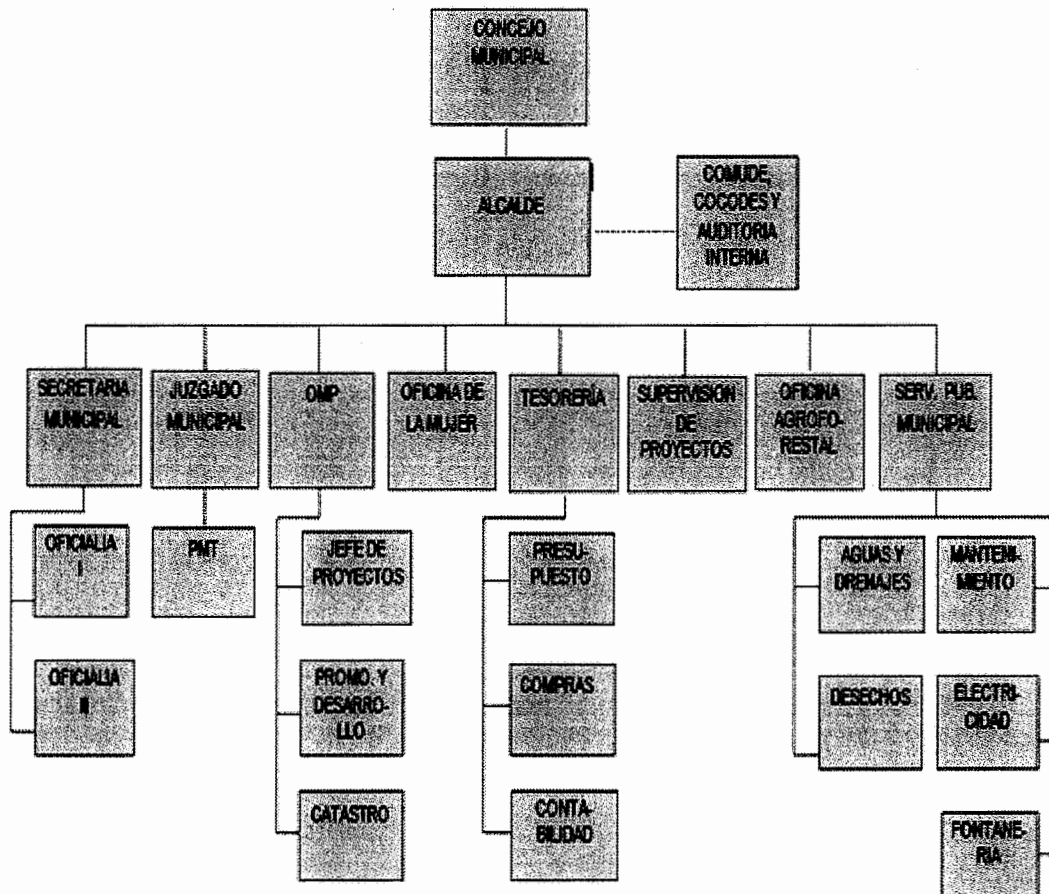 CONCEJO
MUNICIPAL
ALCALDE
COMUDE,
COCODES Y
AUDITORIA
INTERNA
SECRETARIA
MUNICIPAL
JUZGADO
MUNICIPAL
OMP
OFICINA DE
LA MUJER
TESORERÍA
SUPERVISION
DE
PROYECTOS
OFICINA
AGROFO-
RESTAL
SERV. PUB.
MUNICIPAL
OFICIALIA
I
OFICIALIA
II
PMT
JEFE DE
PROYECTOS
PROMO. Y
DESARRO-
LLO
CATASTRO
PRESU-
PUESTO
COMPRAS
CONTA-
BILIDAD
AGUAS Y
DRENAJES
MANTENI-
MIENTO
DESECHOS
ELECTRI-
CIDAD
FONTANE-
RIA